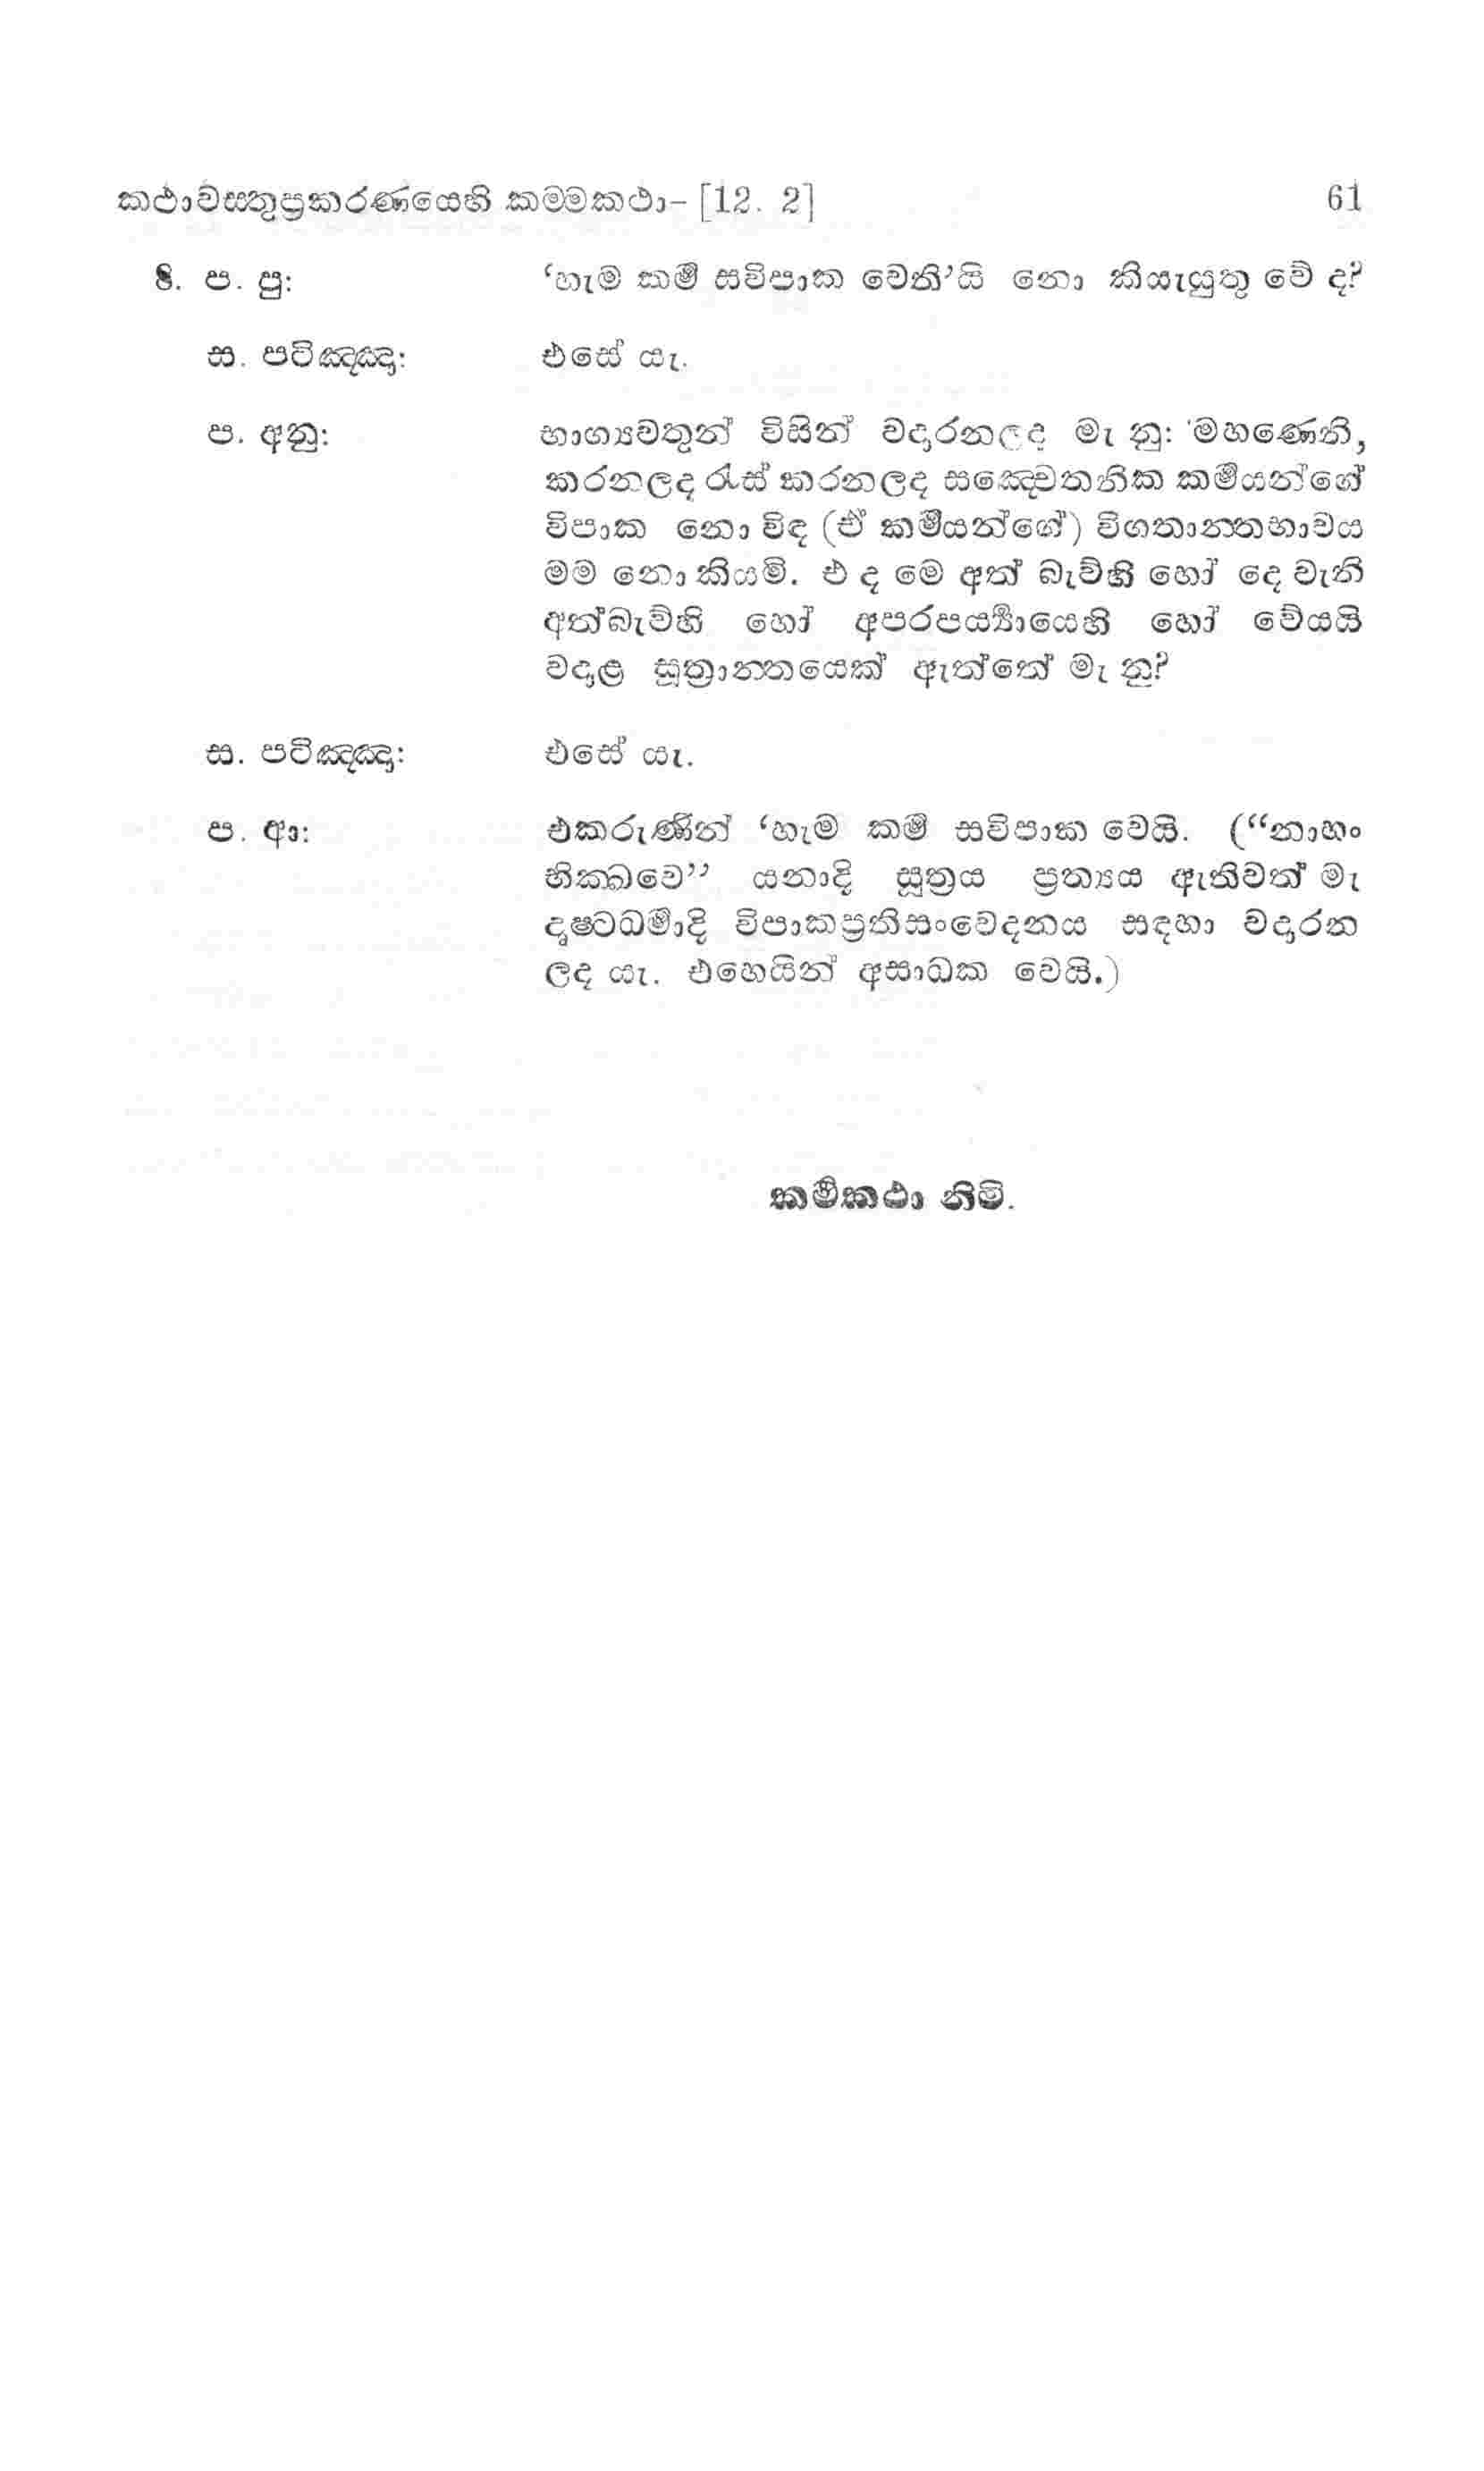 කථාවස්තුප්‍රකරණයෙහි කම්මකථා- [12. 2] 61
8. ප. පු: ‘හැම කර්‍ම සවිපාක වෙති’යි නො කියැයුතු වේ ද?
ස. පටිඤ්ඤා: එසේ යැ.
ප. අනු: භාග්‍යවතුන් විසින් වදාරනලද මැ නු: 'මහණෙනි,
කරනලද රැස් කරනලද සඤ්චෙතනික කර්‍මයන්ගේ
විපාක නො විඳ (ඒ කර්‍මයන්ගේ) විගතාන්තභාවය
මම නො කියමි. එ ද මෙ අත් බැව්හි හෝ දෙ වැනි
අත්බැව්හි හෝ අපරපර්‍ය්‍යායෙහි හෝ වේයයි
වදාළ සූත්‍රාන්තයෙක් ඇත්තේ මැ නු?
ස. පටිඤ්ඤා: එසේ යැ.
ප. ආ: එකරුණින් ‘හැම කර්‍ම සවිපාක වෙයි. (“නාහං
භික්ඛවෙ” යනාදි සූත්‍රය ප්‍රත්‍යය ඇතිවත් මැ
දෘෂ්ටධර්‍මාදි විපාකප්‍රතිසංවෙදනය සඳහා වදාරන
ලද යැ. එහෙයින් අසාධක වෙයි.)
කර්‍මකථා නිමි.